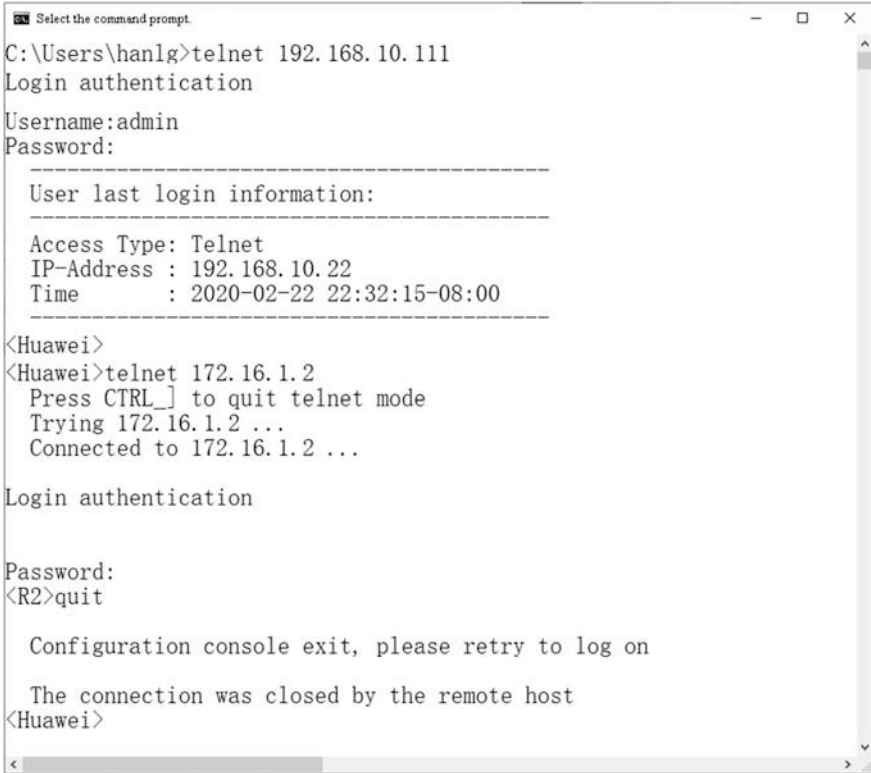 Select the command prompt.
C:\Users\hanlg>telnet 192.168.10.111
Login authentication
Username:admin
Password:
-----------------------------------------
User last login information:
-----------------------------------------
Access Type: Telnet
IP-Address : 192.168.10.22
Time : 2020-02-22 22:32:15-08:00
-----------------------------------------
<Huawei>
<Huawei>telnet 172.16.1.2
Press CTRL_] to quit telnet mode
Trying 172.16.1.2 ...
Connected to 172.16.1.2 ...
Login authentication
Password:
<R2>quit
Configuration console exit, please retry to log on
The connection was closed by the remote host
<Huawei>